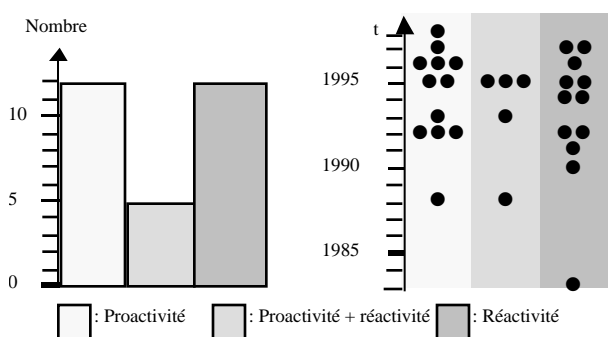 Nombre
10
5
0
t
1995
1990
1985
: Proactivité : Proactivité + réactivité : Réactivité